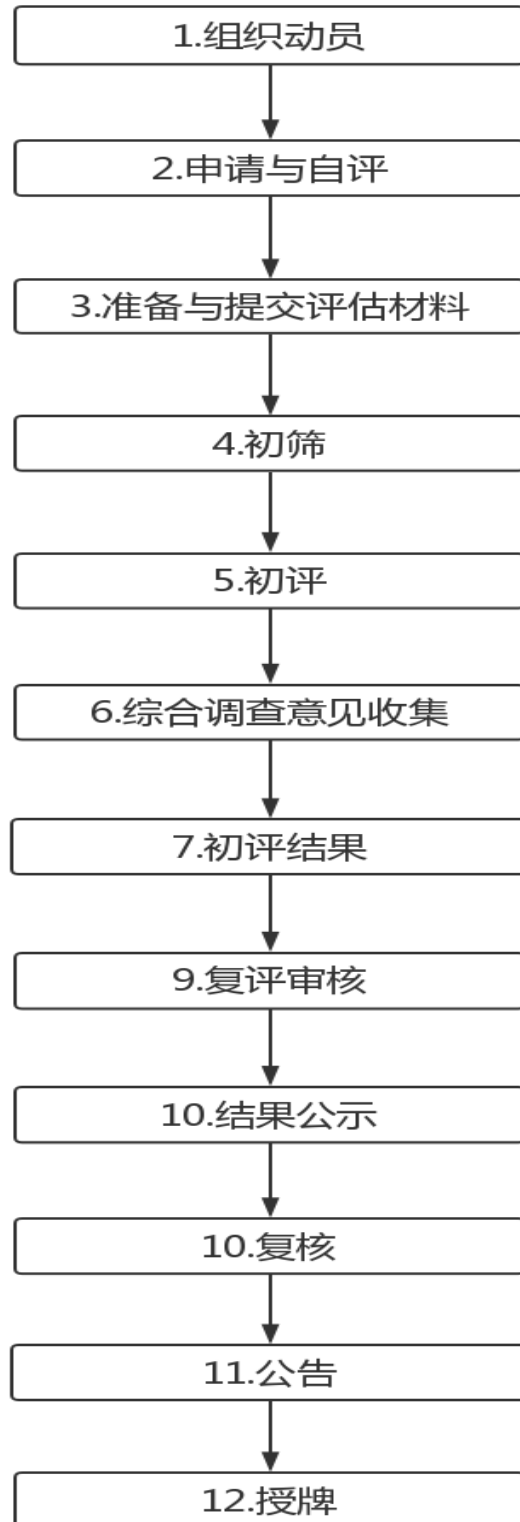 1.组织动员
2.申请与自评
3.准备与提交评估材料
4.初筛
5.初评
6.综合调查意见收集
7.初评结果
9.复评审核
10.结果公示
10.复核
11.公告
12.授牌